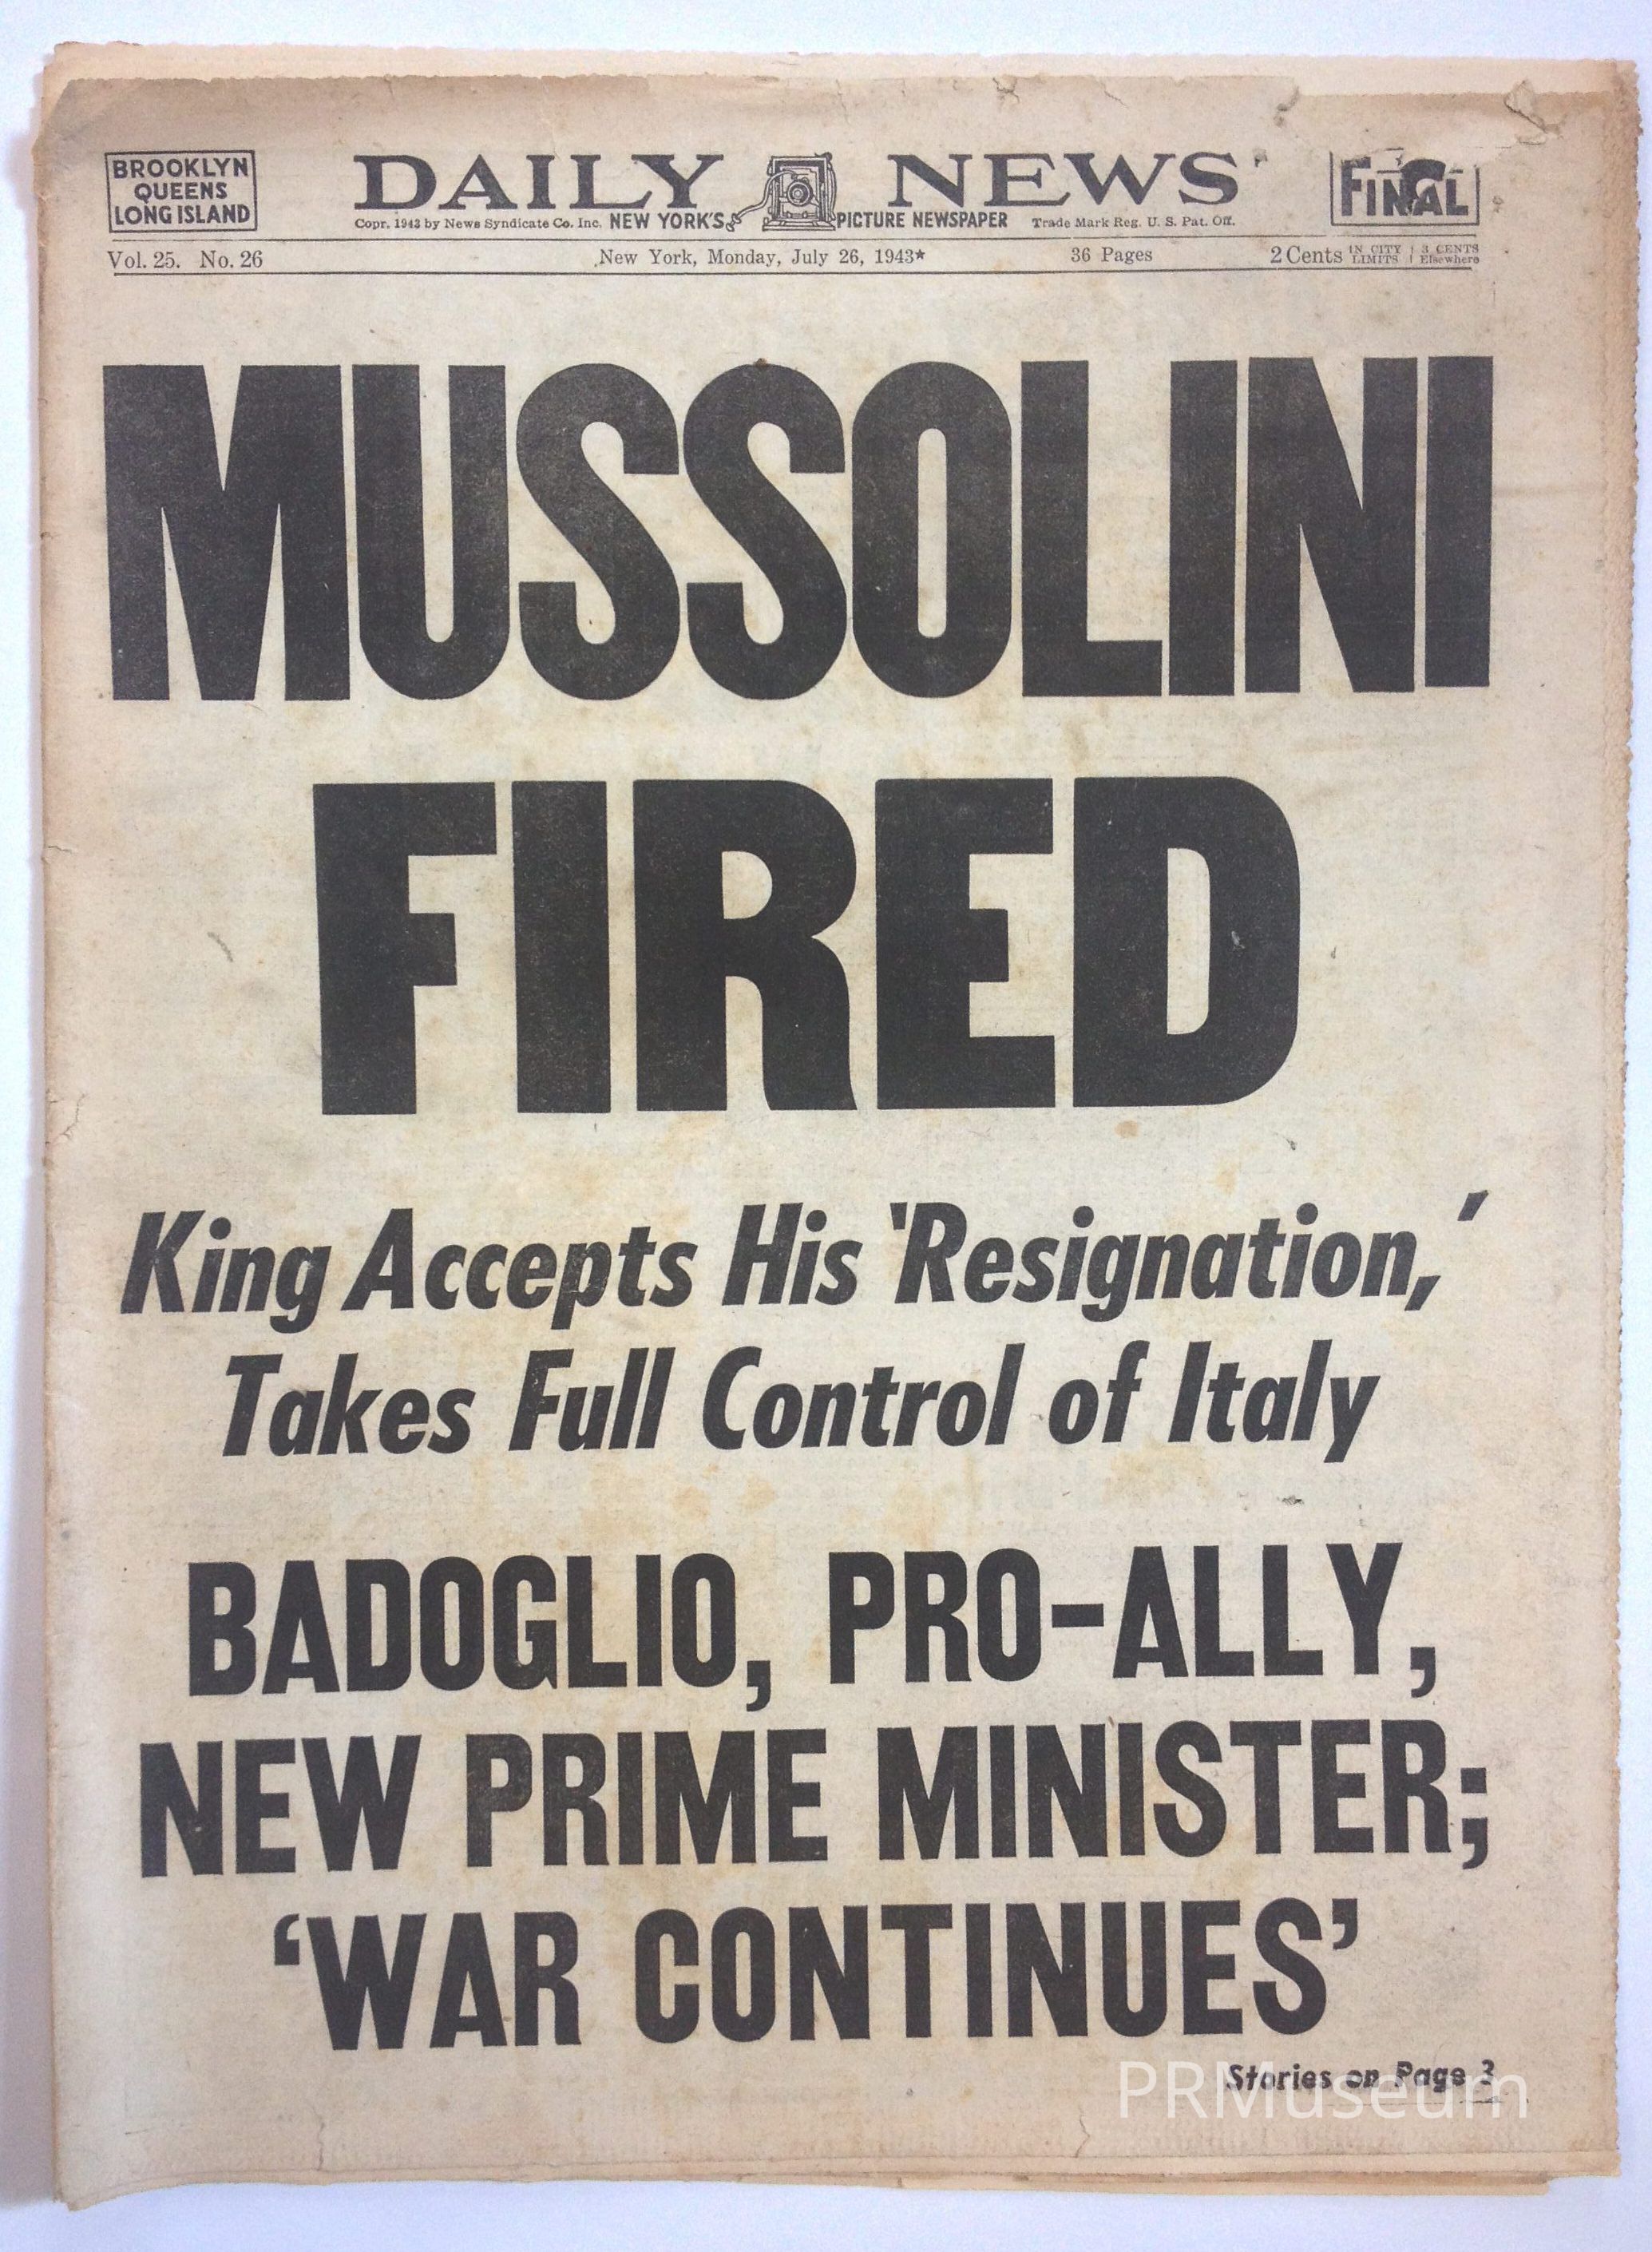 BROOKLYN
QUEENS
LONG ISLAND
DAILY NEWS
FINAL
Copr. 1943 by News Syndicate Co. Inc. NEW YORK'S PICTURE NEWSPAPER Trade Mark Reg. U. S. Pat. Off.
Vol. 25. No. 26 New York, Monday, July 26, 1943★ 36 Pages 2 Cents IN CITY LIMITS | 3 CENTS Elsewhere
MUSSOLINI
FIRED
King Accepts His 'Resignation,'
Takes Full Control of Italy
BADOGLIO, PRO-ALLY,
NEW PRIME MINISTER;
‘WAR CONTINUES’
Stories on Page 3
PRMuseum